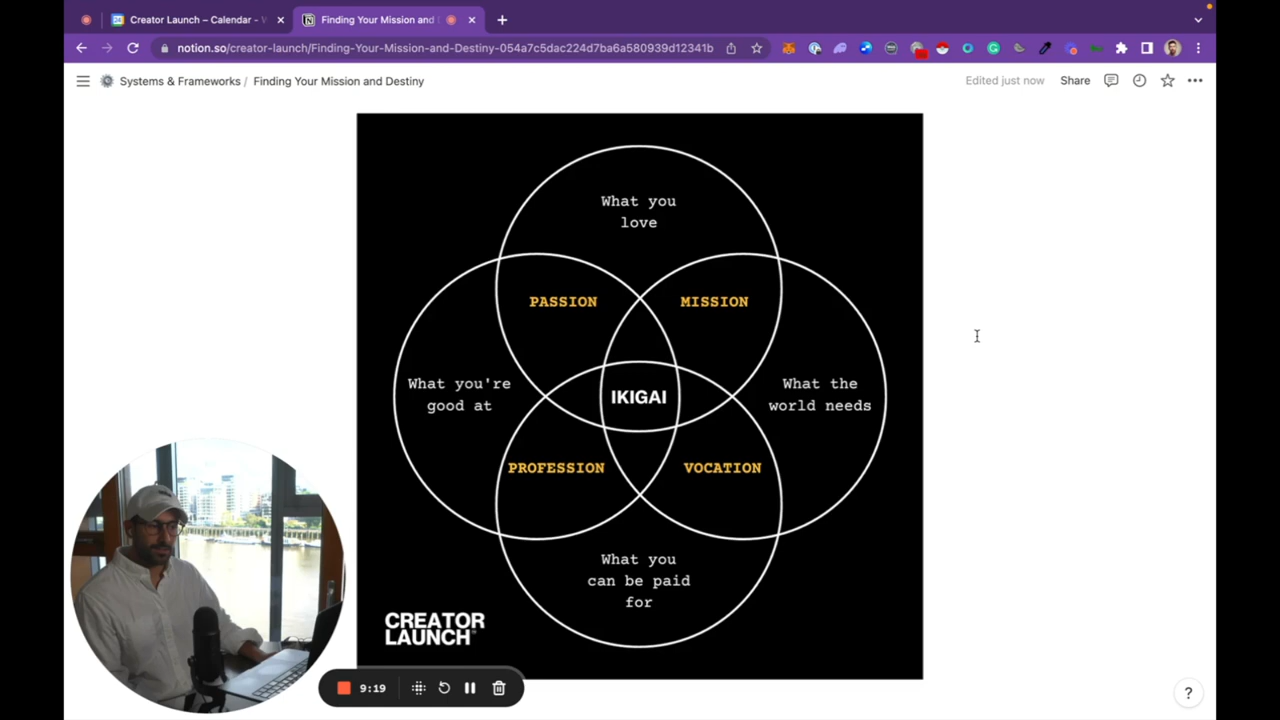 Creator Launch – Calendar -
Finding Your Mission and
notion.so/creator-launch/Finding-Your-Mission-and-Destiny-054a7c5dac224d7ba6a580939d12341b
Systems & Frameworks / Finding Your Mission and Destiny
Edited just now
Share
What you
love
PASSION
MISSION
What you're
good at
IKIGAI
What the
world needs
PROFESSION
VOCATION
What you
can be paid
for
CREATOR
LAUNCH
9:19
?